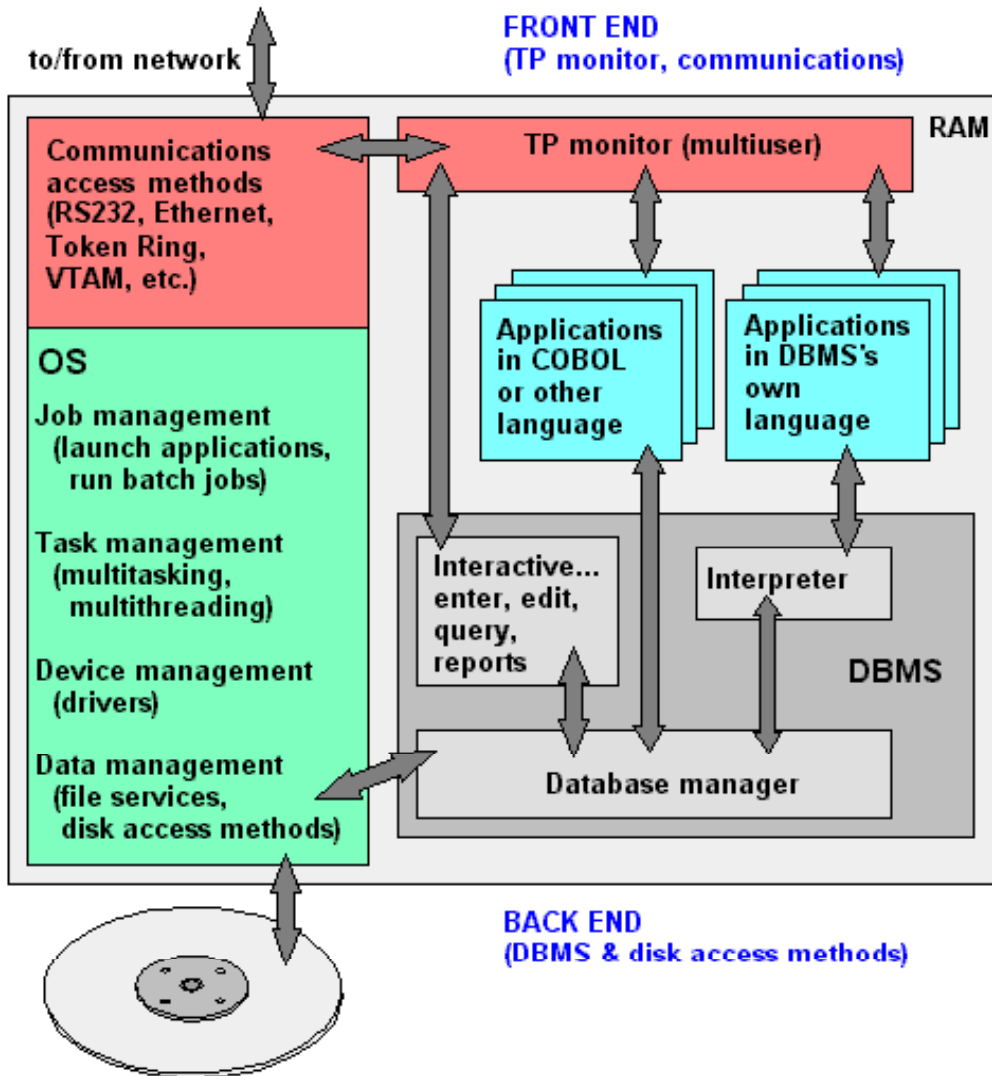 FRONT END
(TP monitor, communications)
to/from network
RAM
Communications
access methods
(RS232, Ethernet,
Token Ring,
VTAM, etc.)
TP monitor (multiuser)
Applications
in COBOL
or other
language
Applications
in DBMS's
own
language
OS
Job management
(launch applications,
run batch jobs)
Task management
(multitasking,
multithreading)
Device management
(drivers)
Data management
(file services,
disk access methods)
Interactive...
enter, edit,
query,
reports
Interpreter
DBMS
Database manager
BACK END
(DBMS & disk access methods)